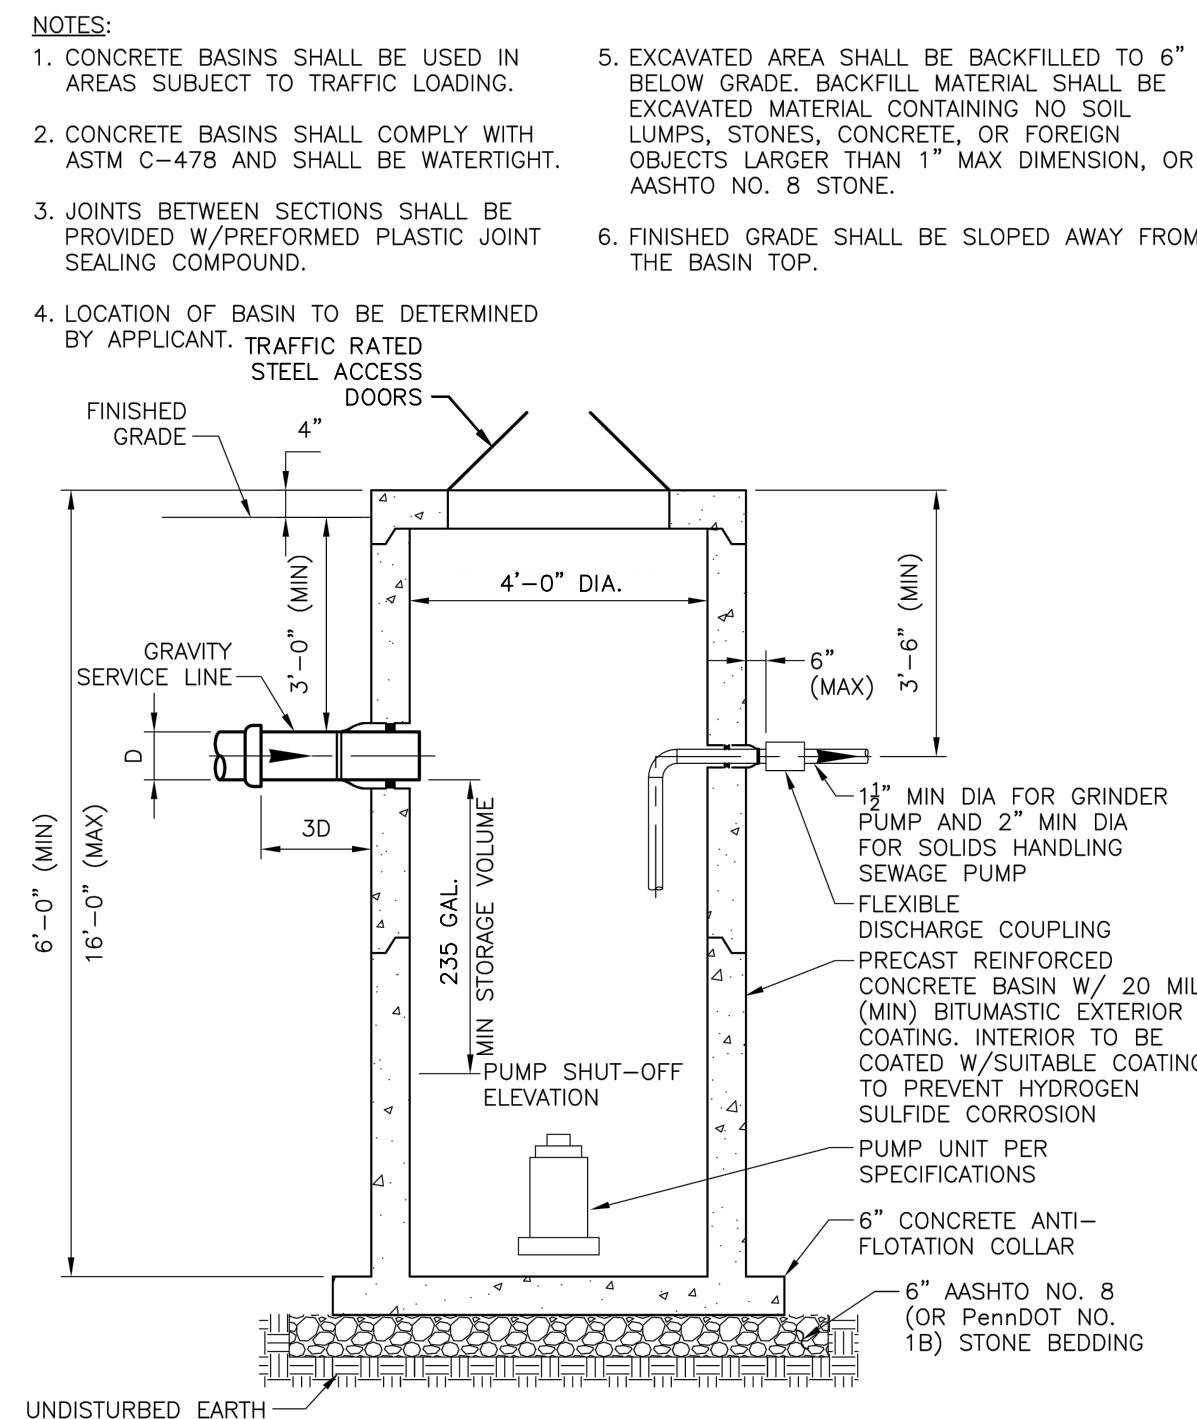 NOTES:
1. CONCRETE BASINS SHALL BE USED IN
AREAS SUBJECT TO TRAFFIC LOADING.
2. CONCRETE BASINS SHALL COMPLY WITH
ASTM C-478 AND SHALL BE WATERTIGHT.
3. JOINTS BETWEEN SECTIONS SHALL BE
PROVIDED W/PREFORMED PLASTIC JOINT
SEALING COMPOUND.
4. LOCATION OF BASIN TO BE DETERMINED
BY APPLICANT.
5. EXCAVATED AREA SHALL BE BACKFILLED TO 6"
BELOW GRADE. BACKFILL MATERIAL SHALL BE
EXCAVATED MATERIAL CONTAINING NO SOIL
LUMPS, STONES, CONCRETE, OR FOREIGN
OBJECTS LARGER THAN 1" MAX DIMENSION, OR
AASHTO NO. 8 STONE.
6. FINISHED GRADE SHALL BE SLOPED AWAY FROM
THE BASIN TOP.
TRAFFIC RATED
STEEL ACCESS
DOORS
FINISHED
GRADE
4"
3'-0" (MIN)
4'-0" DIA.
3'-6" (MIN)
6"
(MAX)
GRAVITY
SERVICE LINE
D
3D
6'-0" (MIN)
16'-0" (MAX)
235 GAL.
MIN STORAGE VOLUME
PUMP SHUT-OFF
ELEVATION
1½" MIN DIA FOR GRINDER
PUMP AND 2" MIN DIA
FOR SOLIDS HANDLING
SEWAGE PUMP
FLEXIBLE
DISCHARGE COUPLING
PRECAST REINFORCED
CONCRETE BASIN W/ 20 MIL
(MIN) BITUMASTIC EXTERIOR
COATING. INTERIOR TO BE
COATED W/SUITABLE COATING
TO PREVENT HYDROGEN
SULFIDE CORROSION
PUMP UNIT PER
SPECIFICATIONS
6" CONCRETE ANTI-
FLOTATION COLLAR
6" AASHTO NO. 8
(OR PennDOT NO.
1B) STONE BEDDING
UNDISTURBED EARTH